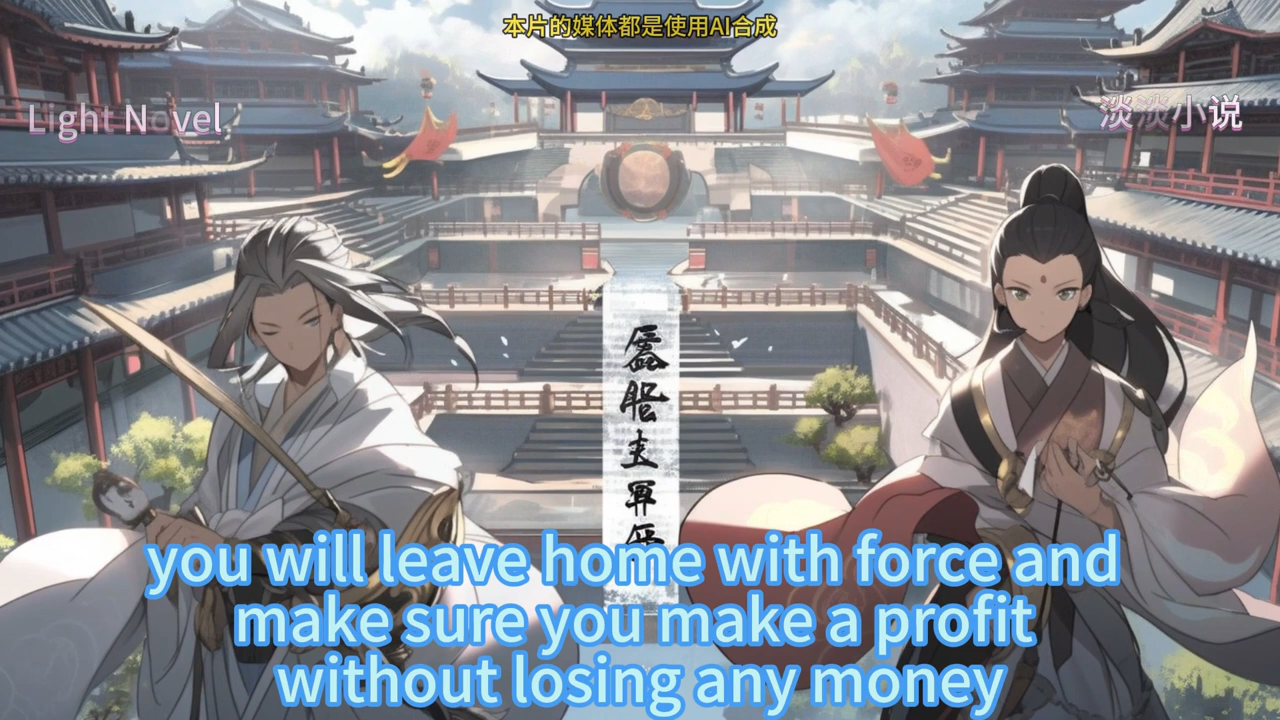 本片的媒体都是使用AI合成
Light Novel
淡淡小说
you will leave home with force and
make sure you make a profit
without losing any money